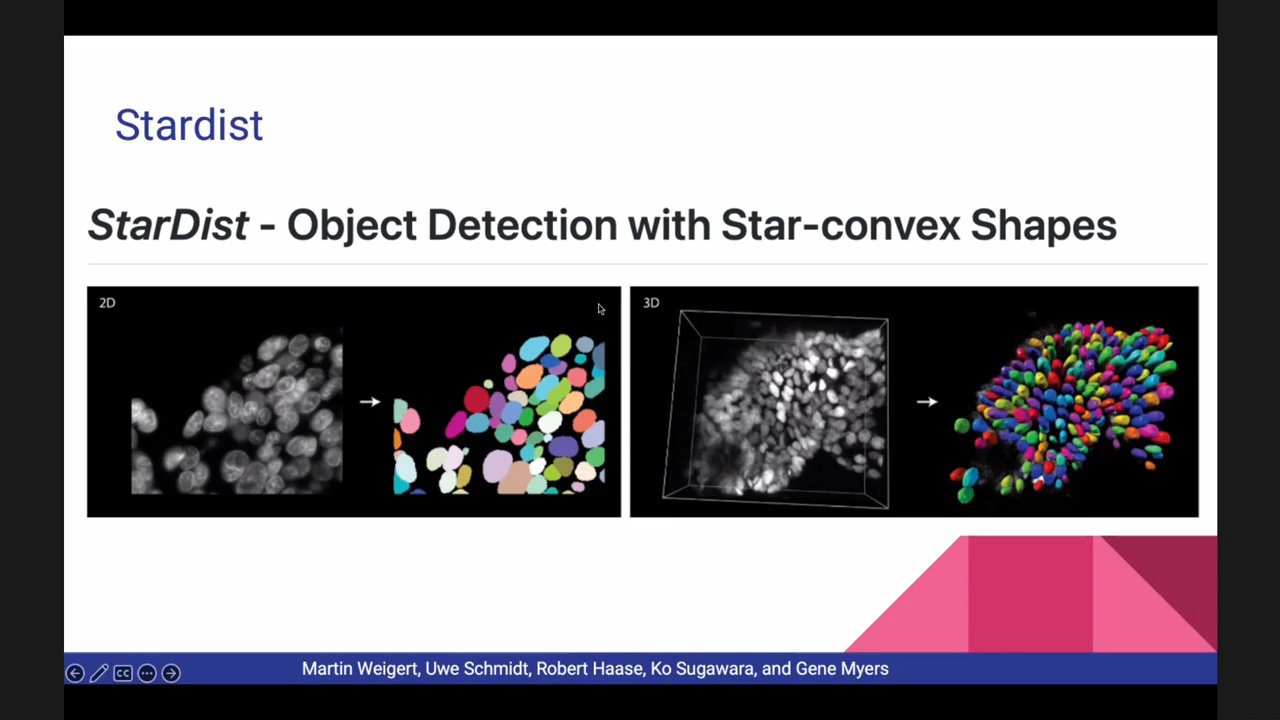 Stardist
StarDist - Object Detection with Star-convex Shapes
2D
3D
CC
Martin Weigert, Uwe Schmidt, Robert Haase, Ko Sugawara, and Gene Myers